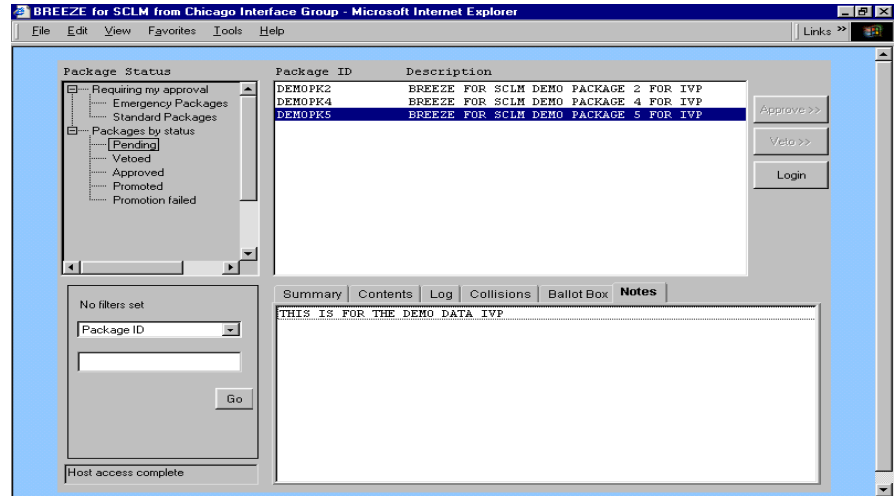 BREEZE for SCLM from Chicago Interface Group - Microsoft Internet Explorer
File Edit View Favorites Tools Help Links »
Package Status
Requiring my approval
Emergency Packages
Standard Packages
Packages by status
Pending
Vetoed
Approved
Promoted
Promotion failed
Package ID Description
DEMOPK2 BREEZE FOR SCLM DEMO PACKAGE 2 FOR IVP
DEMOPK4 BREEZE FOR SCLM DEMO PACKAGE 4 FOR IVP
DEMOPK5 BREEZE FOR SCLM DEMO PACKAGE 5 FOR IVP
Approve >>
Veto >>
Login
No filters set
Package ID
Go
Host access complete
Summary Contents Log Collisions Ballot Box Notes
THIS IS FOR THE DEMO DATA IVP